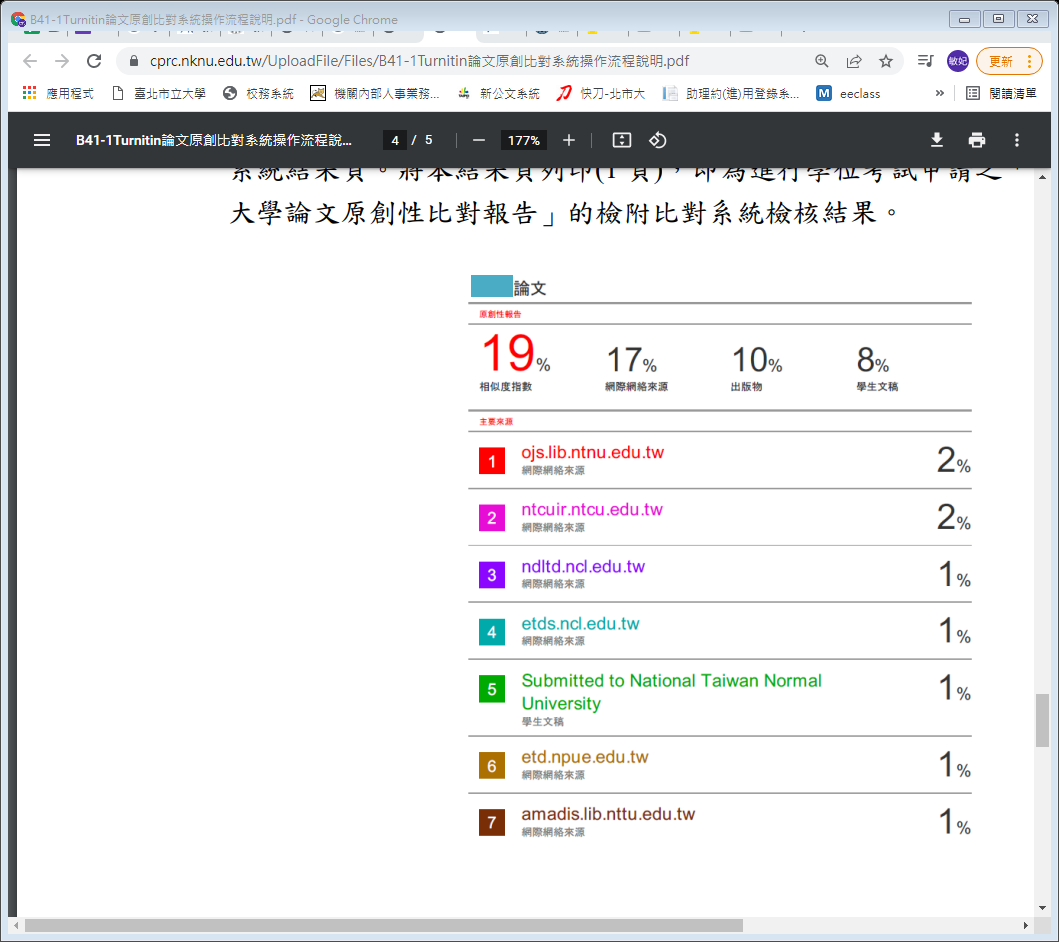 B41-1Turnitin論文原創比對系統操作流程說明.pdf - Google Chrome
cprc.nknu.edu.tw/UploadFile/Files/B41-1Turnitin論文原創比對系統操作流程說明.pdf
敏妃
更新
應用程式
臺北市立大學
校務系統
機關內部人事業務...
新公文系統
快刀-北市大
助理約(進)用登錄系...
M eeclass
»
閱讀清單
B41-1Turnitin論文原創比對系統操作流程說...
4 / 5
177%
系統結果頁。將本結果頁列印(1 頁)，即為進行學位考試申請之「
大學論文原創性比對報告」的檢附比對系統檢核結果。
論文
原創性報告
19% 17% 10% 8%
相似度指數 網際網絡來源 出版物 學生文稿
主要來源
1 ojs.lib.ntnu.edu.tw 2%
網際網絡來源
2 ntcuir.ntcu.edu.tw 2%
網際網絡來源
3 ndltd.ncl.edu.tw 1%
網際網絡來源
4 etds.ncl.edu.tw 1%
網際網絡來源
5 Submitted to National Taiwan Normal 1%
University
學生文稿
6 etd.npue.edu.tw 1%
網際網絡來源
7 amadis.lib.nttu.edu.tw 1%
網際網絡來源